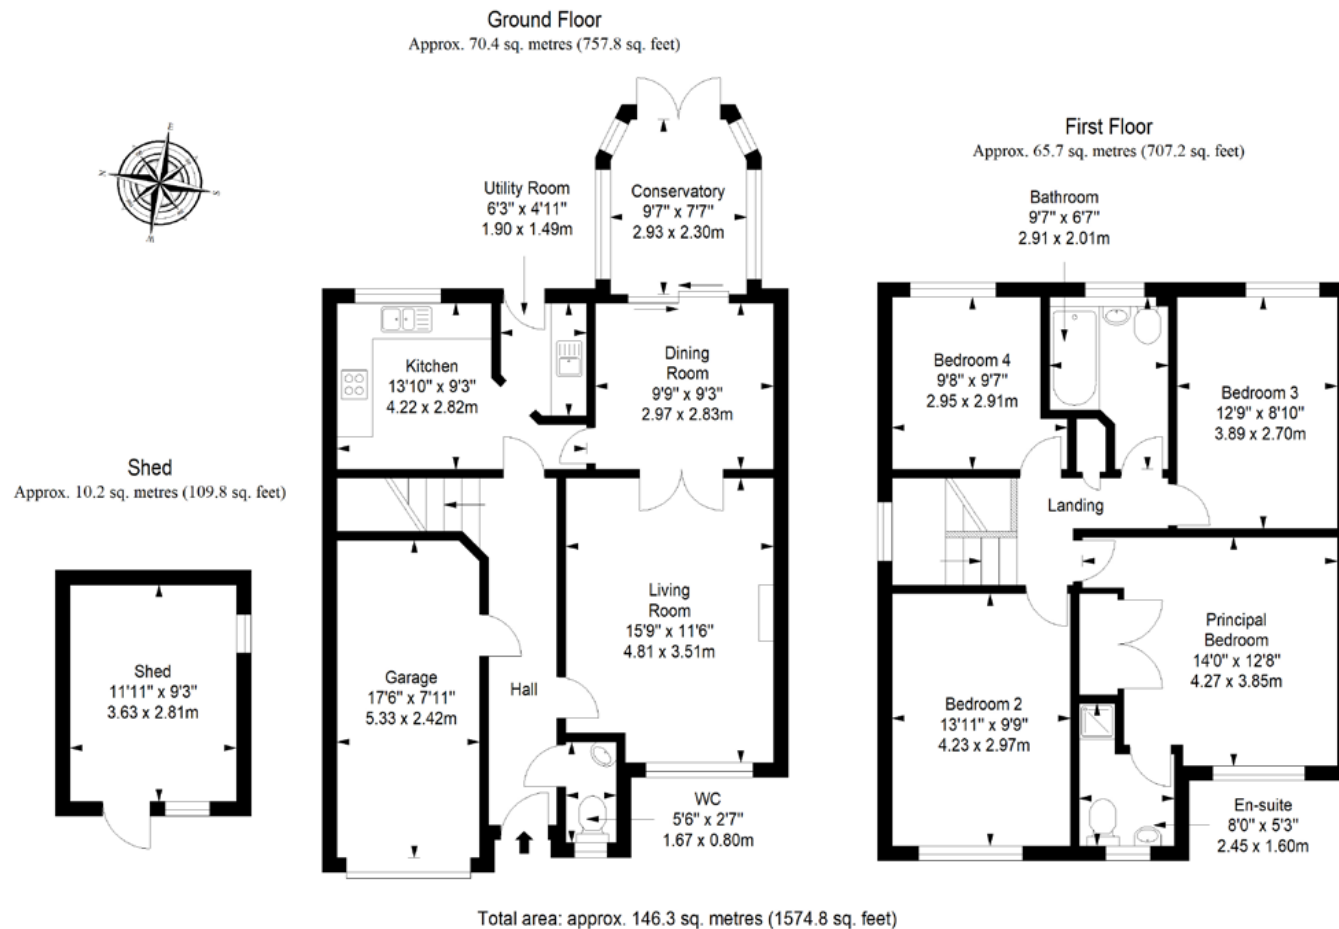 Ground Floor
Approx. 70.4 sq. metres (757.8 sq. feet)
First Floor
Approx. 65.7 sq. metres (707.2 sq. feet)
E
N
S
W
Utility Room
6'3" x 4'11"
1.90 x 1.49m
Conservatory
9'7" x 7'7"
2.93 x 2.30m
Bathroom
9'7" x 6'7"
2.91 x 2.01m
Kitchen
13'10" x 9'3"
4.22 x 2.82m
Dining
Room
9'9" x 9'3"
2.97 x 2.83m
Bedroom 4
9'8" x 9'7"
2.95 x 2.91m
Bedroom 3
12'9" x 8'10"
3.89 x 2.70m
Shed
Approx. 10.2 sq. metres (109.8 sq. feet)
Landing
Shed
11'11" x 9'3"
3.63 x 2.81m
Garage
17'6" x 7'11"
5.33 x 2.42m
Hall
Living
Room
15'9" x 11'6"
4.81 x 3.51m
Principal
Bedroom
14'0" x 12'8"
4.27 x 3.85m
Bedroom 2
13'11" x 9'9"
4.23 x 2.97m
WC
5'6" x 2'7"
1.67 x 0.80m
En-suite
8'0" x 5'3"
2.45 x 1.60m
Total area: approx. 146.3 sq. metres (1574.8 sq. feet)